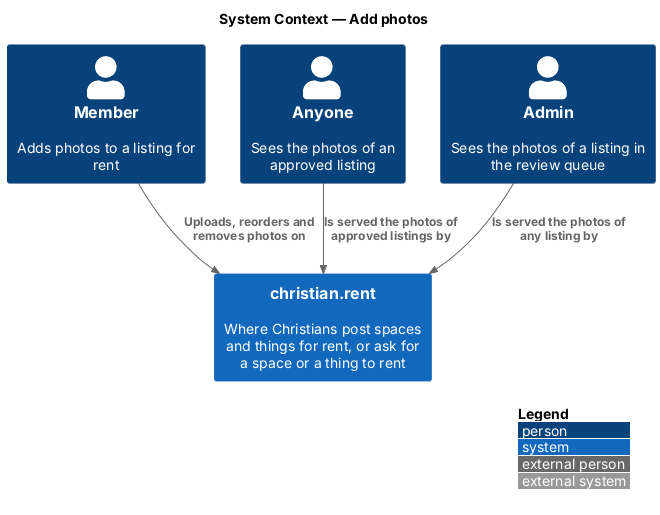 System Context — Add photos
Member
Adds photos to a listing for
rent
Anyone
Sees the photos of an
approved listing
Admin
Sees the photos of a listing in
the review queue
Uploads, reorders and
removes photos on
Is served the photos of
approved listings by
Is served the photos of
any listing by
christian.rent
Where Christians post spaces
and things for rent, or ask for
a space or a thing to rent
Legend
person
system
external person
external system